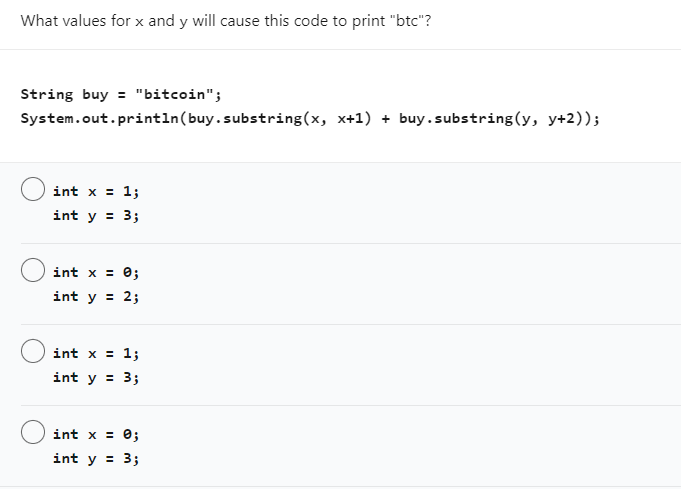 What values for x and y will cause this code to print "btc"?
String buy = "bitcoin";
System.out.println(buy.substring(x, x+1) + buy.substring(y, y+2));
int x = 1;
int y = 3;
int x = 0;
int y = 2;
int x = 1;
int y = 3;
int x = 0;
int y = 3;